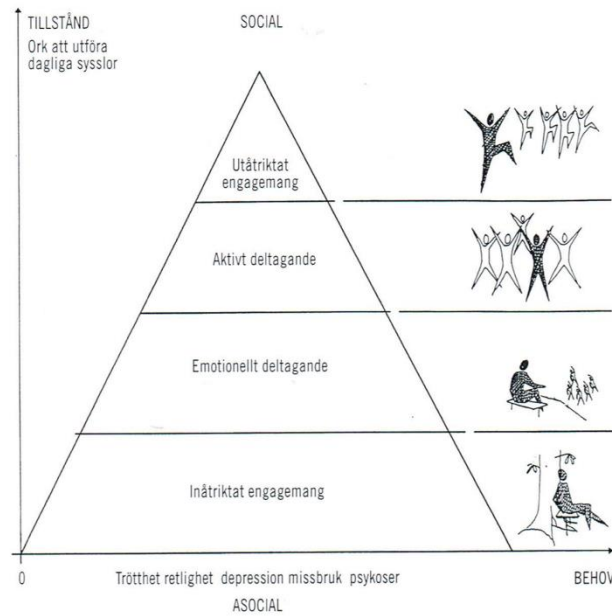 TILLSTÅND
Ork att utföra
dagliga sysslor
SOCIAL
Utåtriktat
engagemang
Aktivt deltagande
Emotionellt deltagande
Inåtriktat engagemang
0
Trötthet retlighet depression missbruk psykoser
BEHOV
ASOCIAL